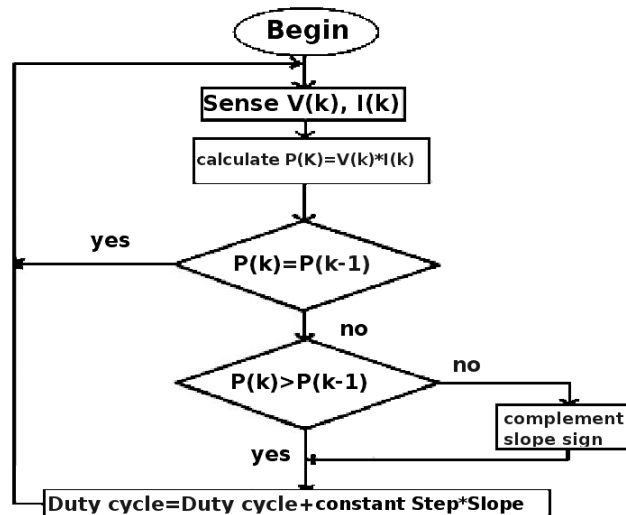 Begin
Sense V(k), I(k)
calculate P(K)=V(k)*I(k)
yes
P(k)=P(k-1)
no
P(k)>P(k-1)
no
complement
slope sign
yes
Duty cycle=Duty cycle+constant Step*Slope